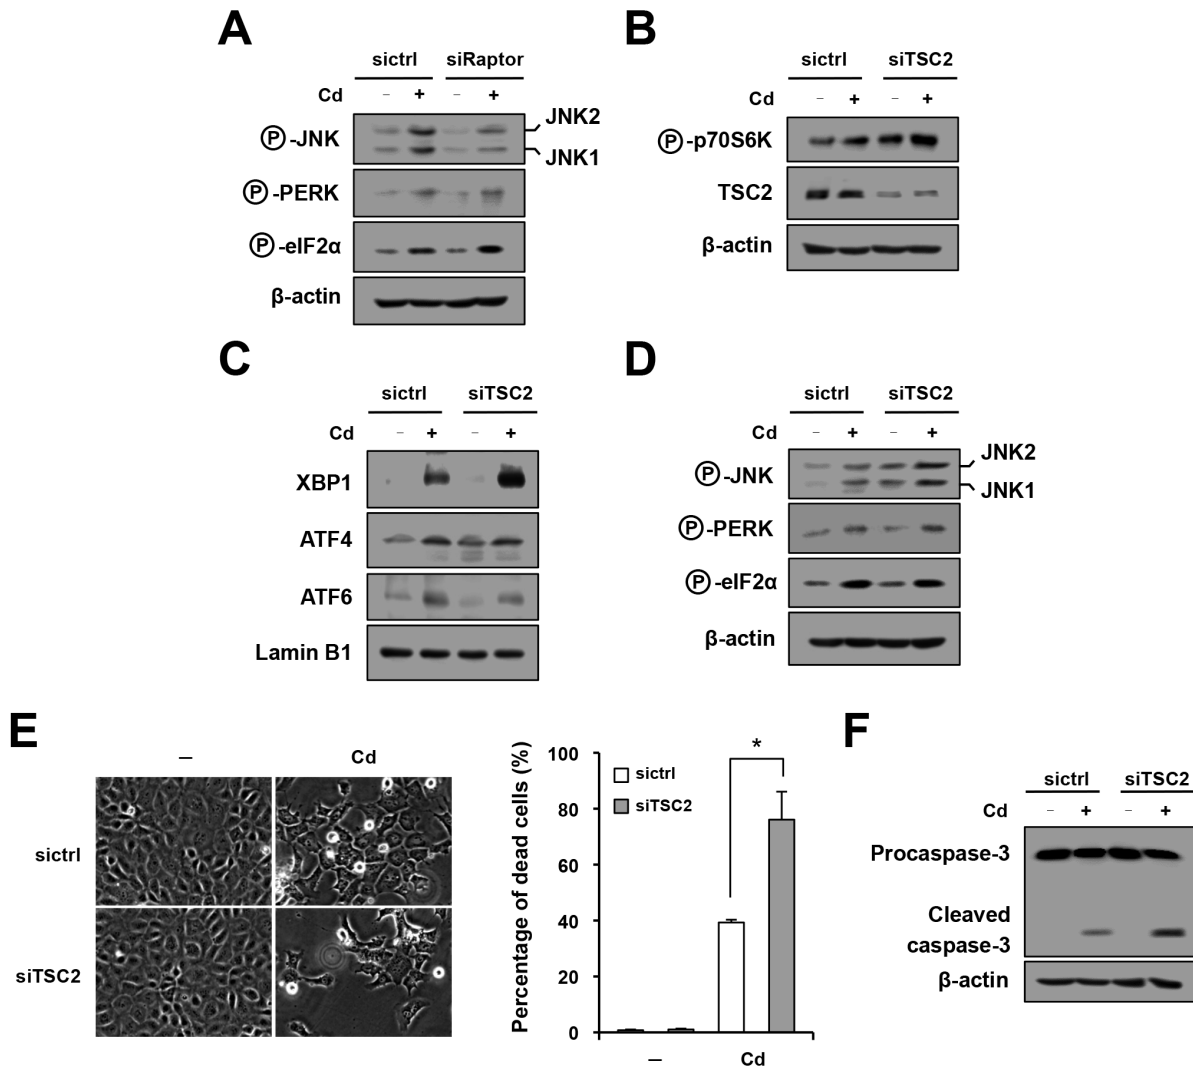 A
sictrl siRaptor
Cd – + – +
Ⓟ-JNK JNK2
JNK1
Ⓟ-PERK
Ⓟ-eIF2α
β-actin
B
sictrl siTSC2
Cd – + – +
Ⓟ-p70S6K
TSC2
β-actin
C
sictrl siTSC2
Cd – + – +
XBP1
ATF4
ATF6
Lamin B1
D
sictrl siTSC2
Cd – + – +
Ⓟ-JNK JNK2
JNK1
Ⓟ-PERK
Ⓟ-eIF2α
β-actin
E
– Cd
sictrl
siTSC2
Percentage of dead cells (%)
100
80
60
40
20
0
sictrl
siTSC2
*
– Cd
F
sictrl siTSC2
Cd – + – +
Procaspase-3
Cleaved
caspase-3
β-actin